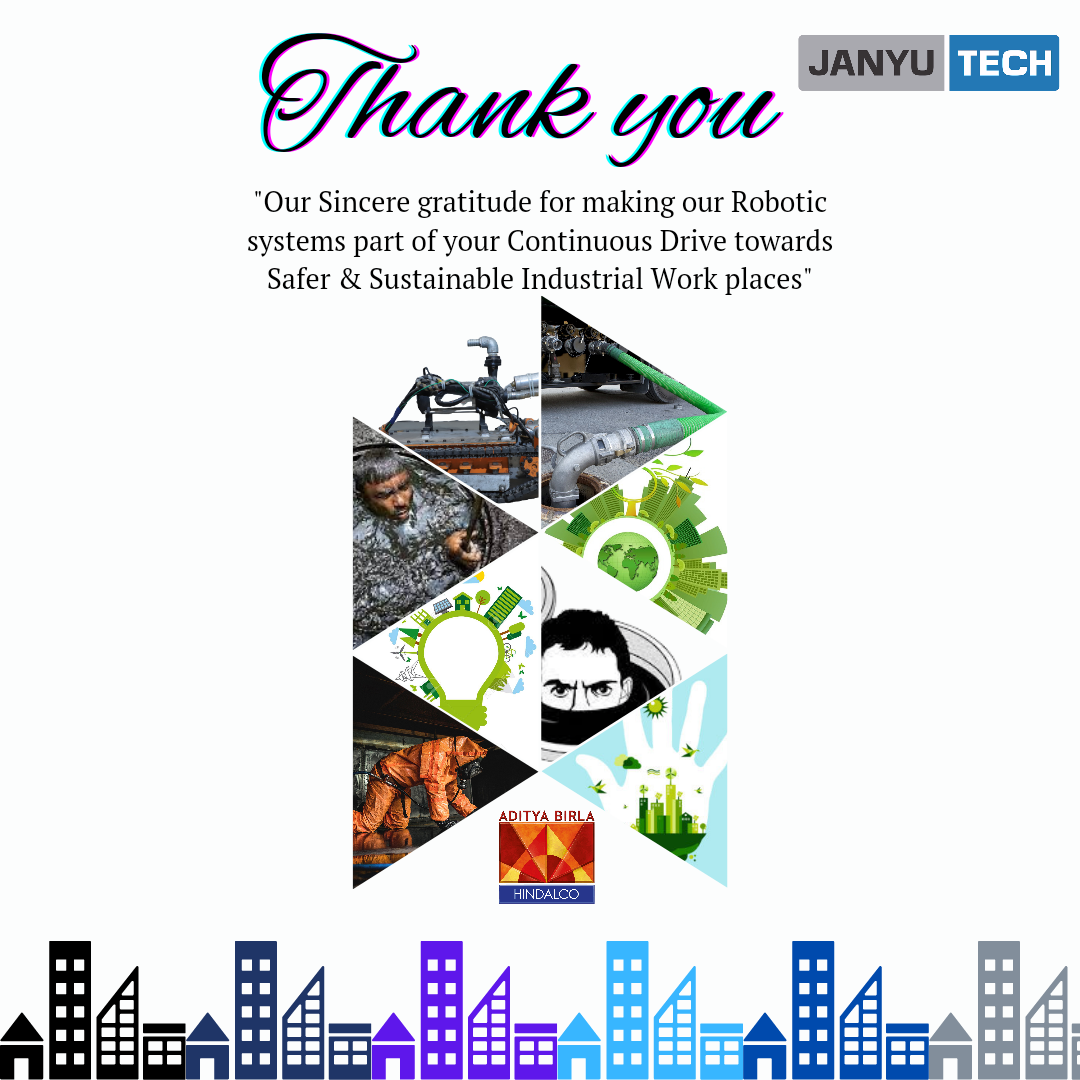 Thank you
JANYU TECH
"Our Sincere gratitude for making our Robotic
systems part of your Continuous Drive towards
Safer & Sustainable Industrial Work places"
ADITYA BIRLA
HINDALCO